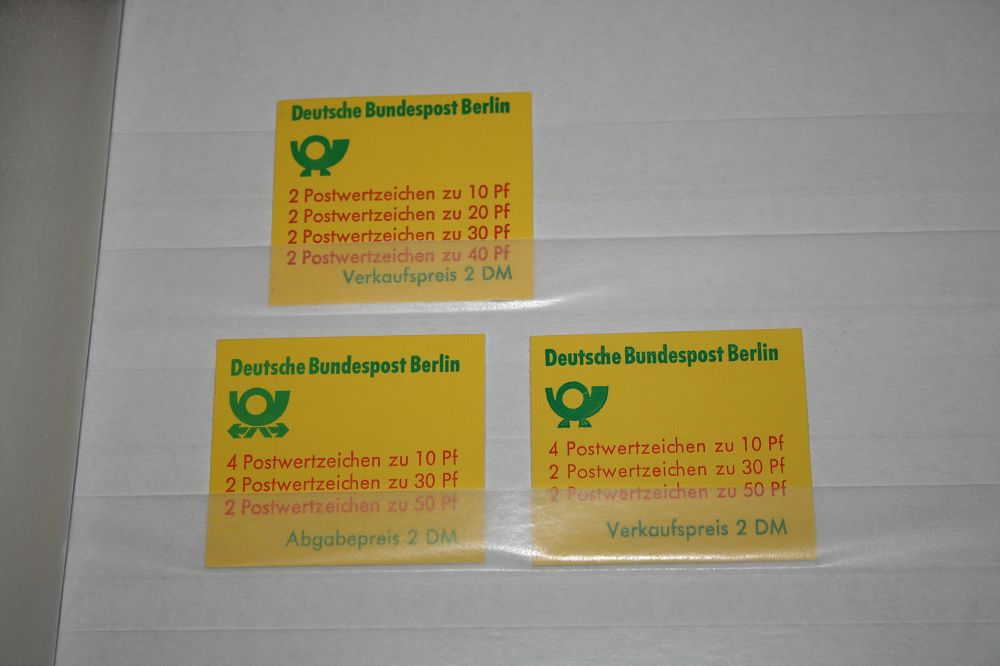 Deutsche Bundespost Berlin
2 Postwertzeichen zu 10 Pf
2 Postwertzeichen zu 20 Pf
2 Postwertzeichen zu 30 Pf
2 Postwertzeichen zu 40 Pf
Verkaufspreis 2 DM
Deutsche Bundespost Berlin
4 Postwertzeichen zu 10 Pf
2 Postwertzeichen zu 30 Pf
2 Postwertzeichen zu 50 Pf
Abgabepreis 2 DM
Deutsche Bundespost Berlin
4 Postwertzeichen zu 10 Pf
2 Postwertzeichen zu 30 Pf
2 Postwertzeichen zu 50 Pf
Verkaufspreis 2 DM